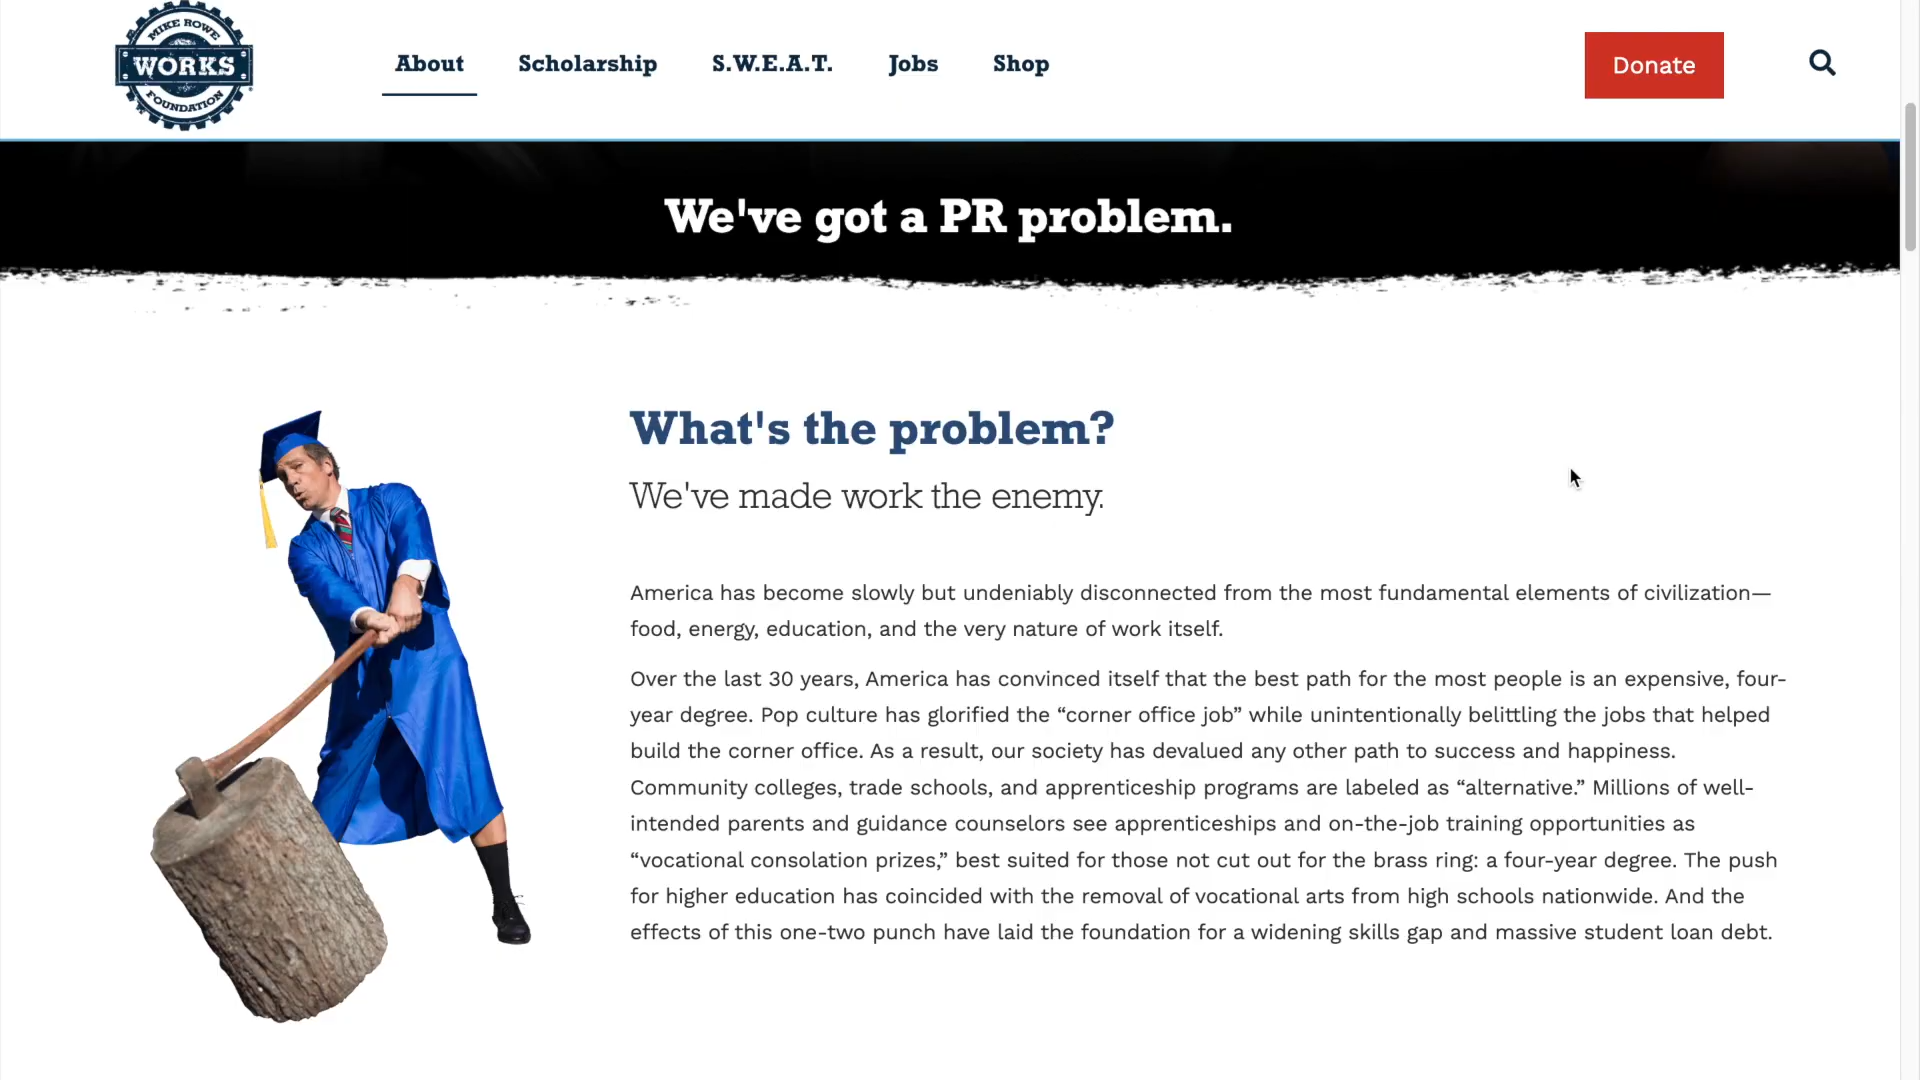 MIKE ROWE
WORKS
FOUNDATION
About
Scholarship
S.W.E.A.T.
Jobs
Shop
Donate
We've got a PR problem.
What's the problem?
We've made work the enemy.
America has become slowly but undeniably disconnected from the most fundamental elements of civilization—
food, energy, education, and the very nature of work itself.
Over the last 30 years, America has convinced itself that the best path for the most people is an expensive, four-
year degree. Pop culture has glorified the “corner office job” while unintentionally belittling the jobs that helped
build the corner office. As a result, our society has devalued any other path to success and happiness.
Community colleges, trade schools, and apprenticeship programs are labeled as “alternative.” Millions of well-
intended parents and guidance counselors see apprenticeships and on-the-job training opportunities as
“vocational consolation prizes,” best suited for those not cut out for the brass ring: a four-year degree. The push
for higher education has coincided with the removal of vocational arts from high schools nationwide. And the
effects of this one-two punch have laid the foundation for a widening skills gap and massive student loan debt.